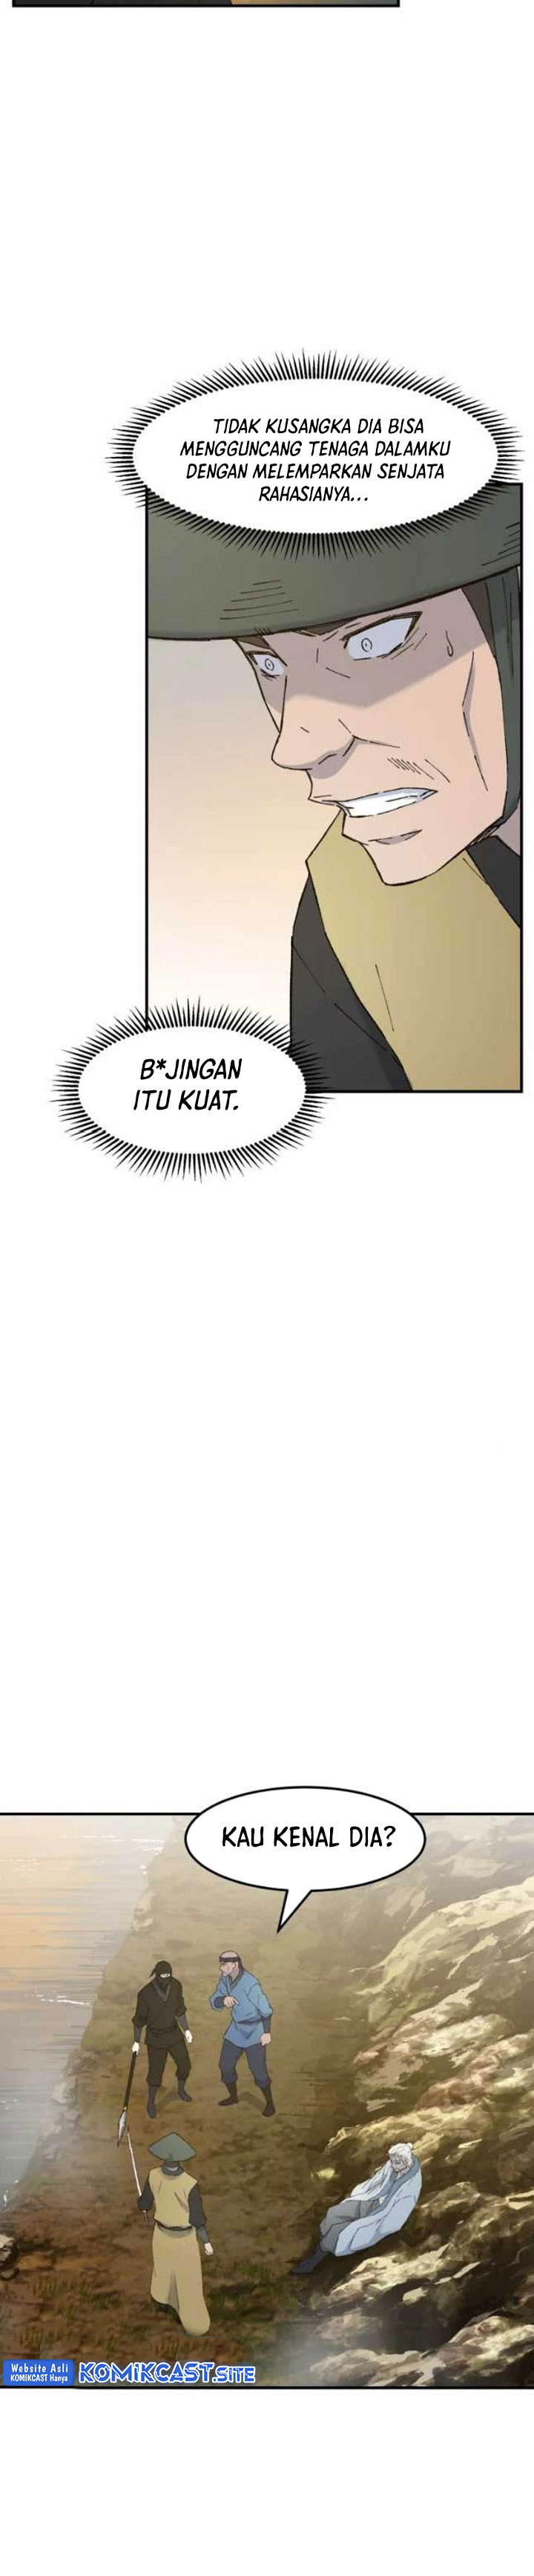 TIDAK KUSANGKA DIA BISA
MENGGUNCANG TENAGA DALAMKU
DENGAN MELEMPARKAN SENJATA
RAHASIANYA...
B*JINGAN
ITU KUAT.
KAU KENAL DIA?
Website Asli
KOMIKCAST Hanya
KOMIKCAST.SITE